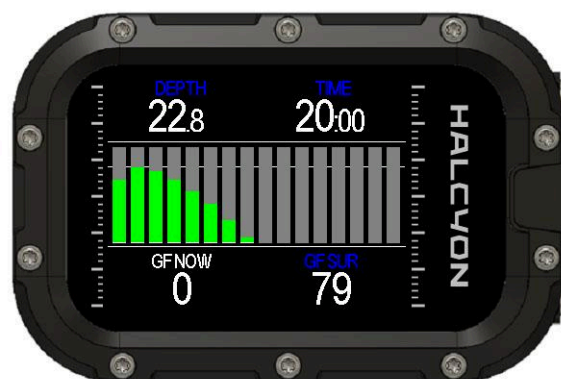 DEPTH TIME
22.8 20:00
GF NOW GF SUR
0 79
HALCYON